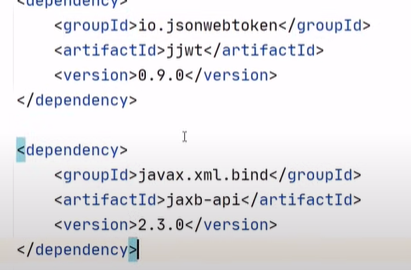 <dependency>
<groupId>io.jsonwebtoken</groupId>
<artifactId>jjwt</artifactId>
<version>0.9.0</version>
</dependency>
<dependency>
<groupId>javax.xml.bind</groupId>
<artifactId>jaxb-api</artifactId>
<version>2.3.0</version>
</dependency>